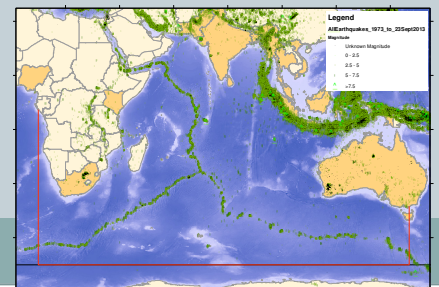 Legend
AllEarthquakes_1973_to_23Sept2013
Magnitude
Unknown Magnitude
0 - 2.5
2.5 - 5
5 - 7.5
>7.5